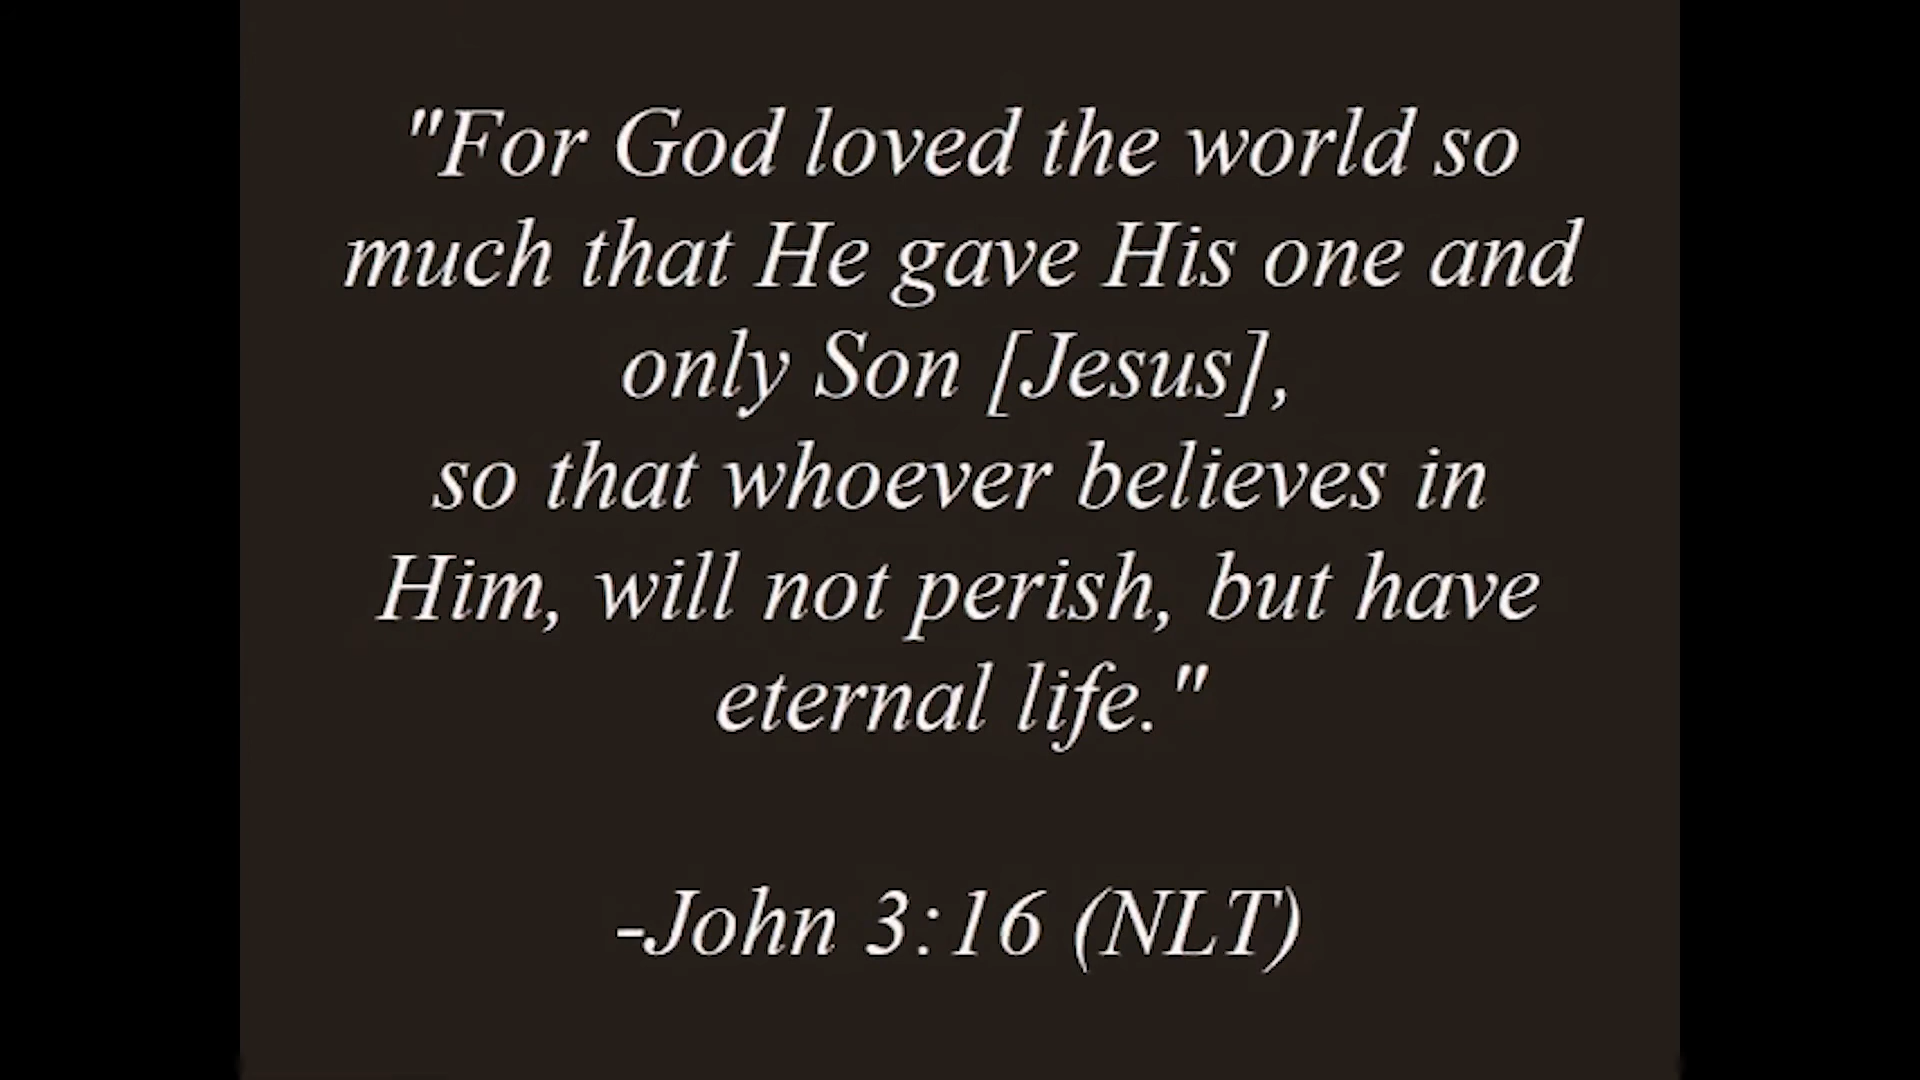 "For God loved the world so
much that He gave His one and
only Son [Jesus],
so that whoever believes in
Him, will not perish, but have
eternal life."
-John 3:16 (NLT)